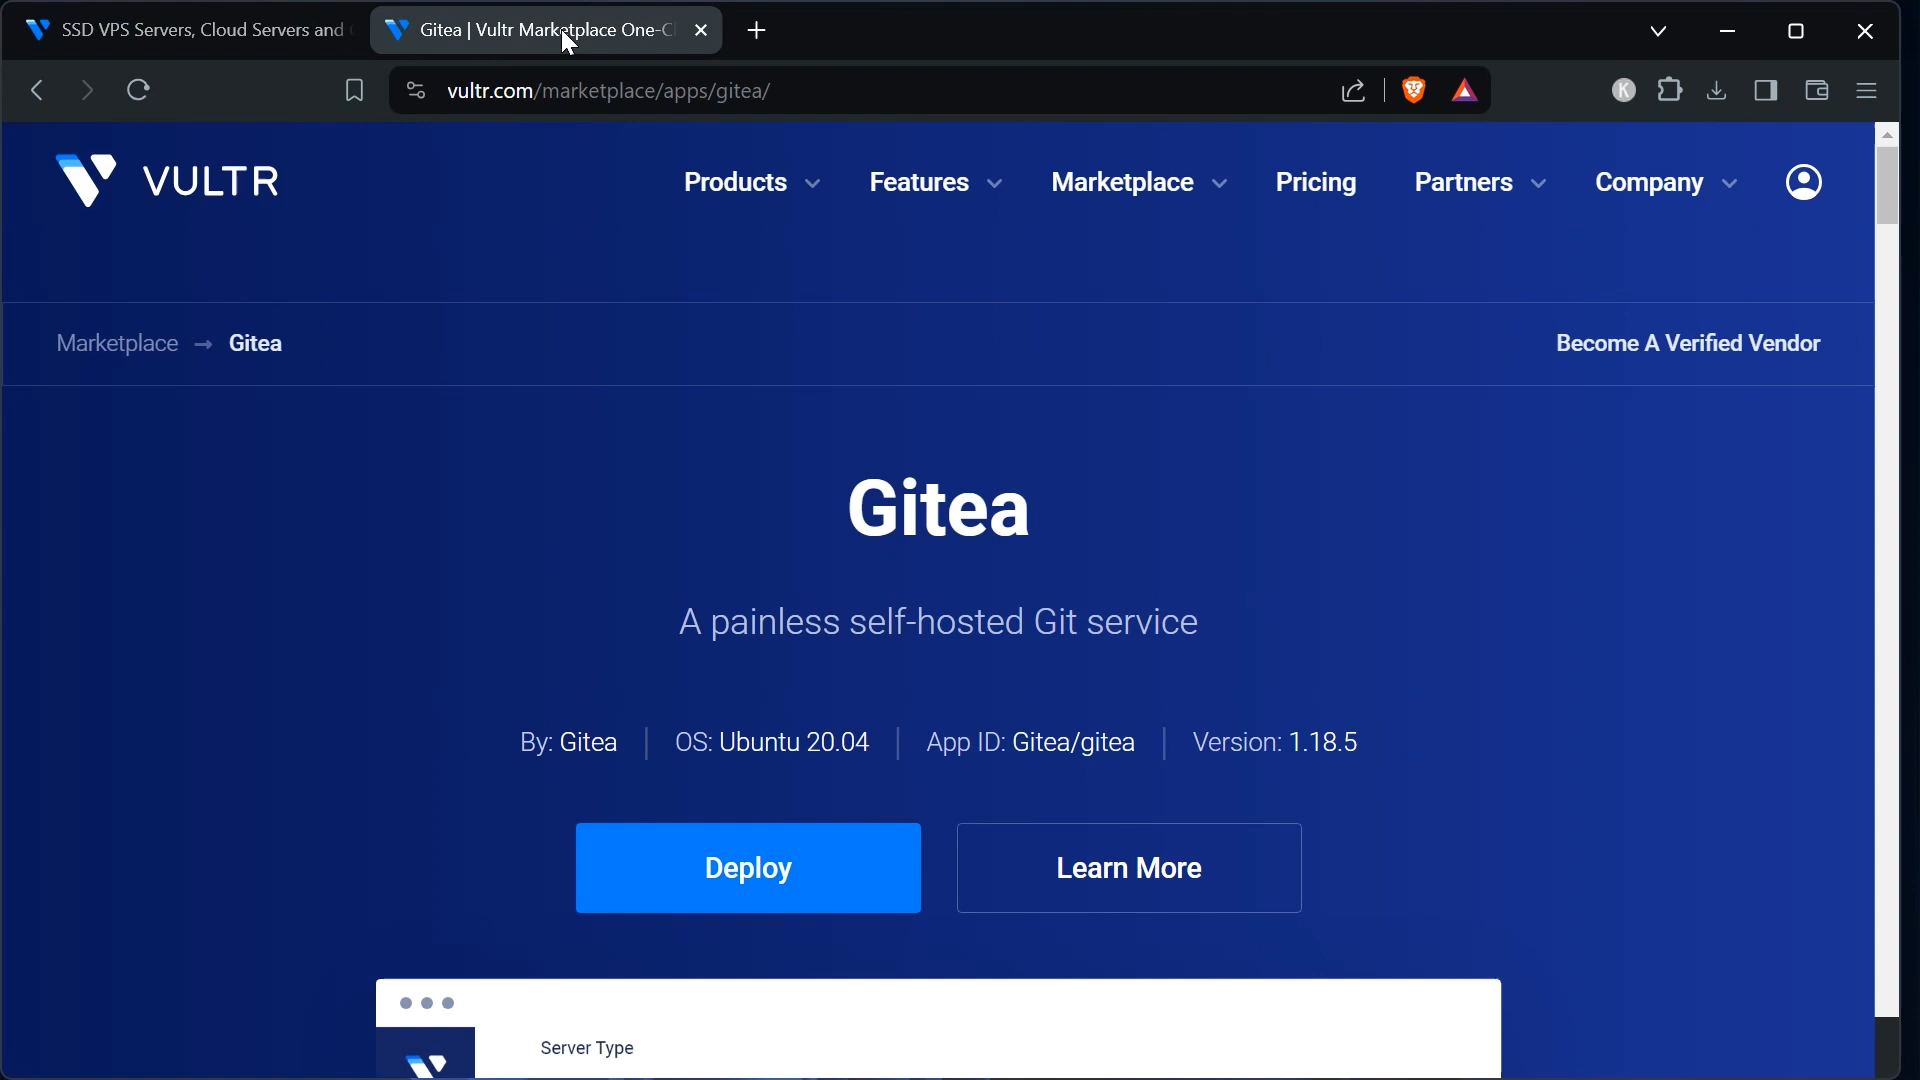 SSD VPS Servers, Cloud Servers and
Gitea | Vultr Marketplace One-Cl
vultr.com/marketplace/apps/gitea/
K
VULTR
Products
Features
Marketplace
Pricing
Partners
Company
Marketplace → Gitea
Become A Verified Vendor
Gitea
A painless self-hosted Git service
By: Gitea | OS: Ubuntu 20.04 | App ID: Gitea/gitea | Version: 1.18.5
Deploy
Learn More
Server Type